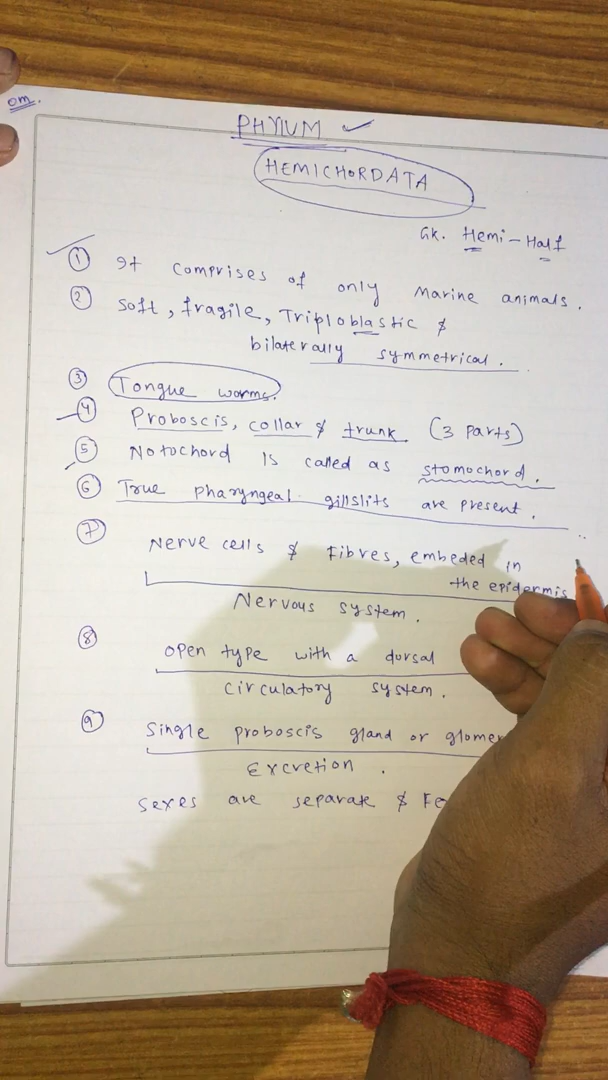 om.
PHYLUM ✓
HEMICHORDATA
Gk. Hemi - Half
① It comprises of only Marine animals.
② Soft, fragile, Triploblastic &
bilaterally symmetrical.
③ Tongue worms.
④ Proboscis, collar & trunk (3 parts)
⑤ Notochord is called as stomochord.
⑥ True pharyngeal gillslits are present.
⑦ Nerve cells & Fibres, embeded in
the epidermis
Nervous system.
⑧ Open type with a dorsal
Circulatory system.
⑨ Single proboscis gland or glomer
Excretion.
Sexes are separate & Fe